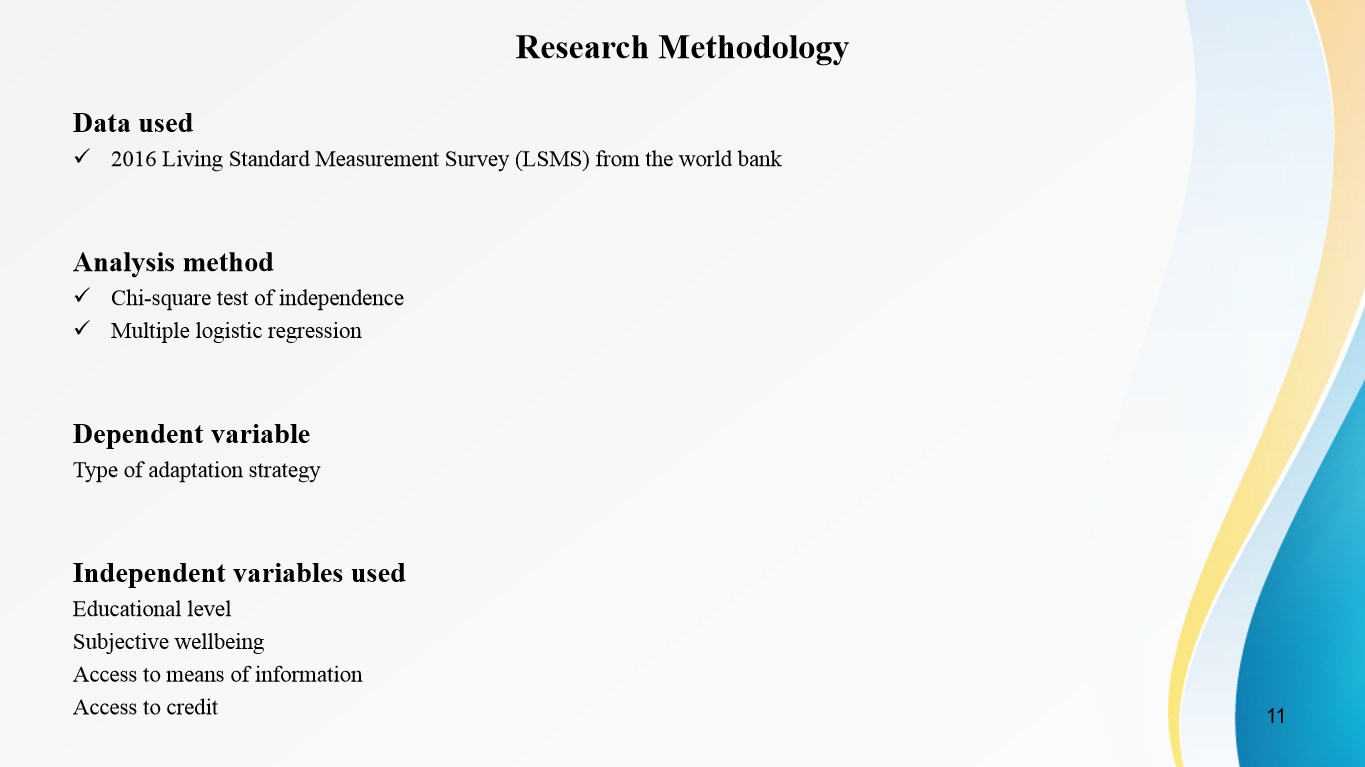 Research Methodology
Data used
✓ 2016 Living Standard Measurement Survey (LSMS) from the world bank
Analysis method
✓ Chi-square test of independence
✓ Multiple logistic regression
Dependent variable
Type of adaptation strategy
Independent variables used
Educational level
Subjective wellbeing
Access to means of information
Access to credit
11